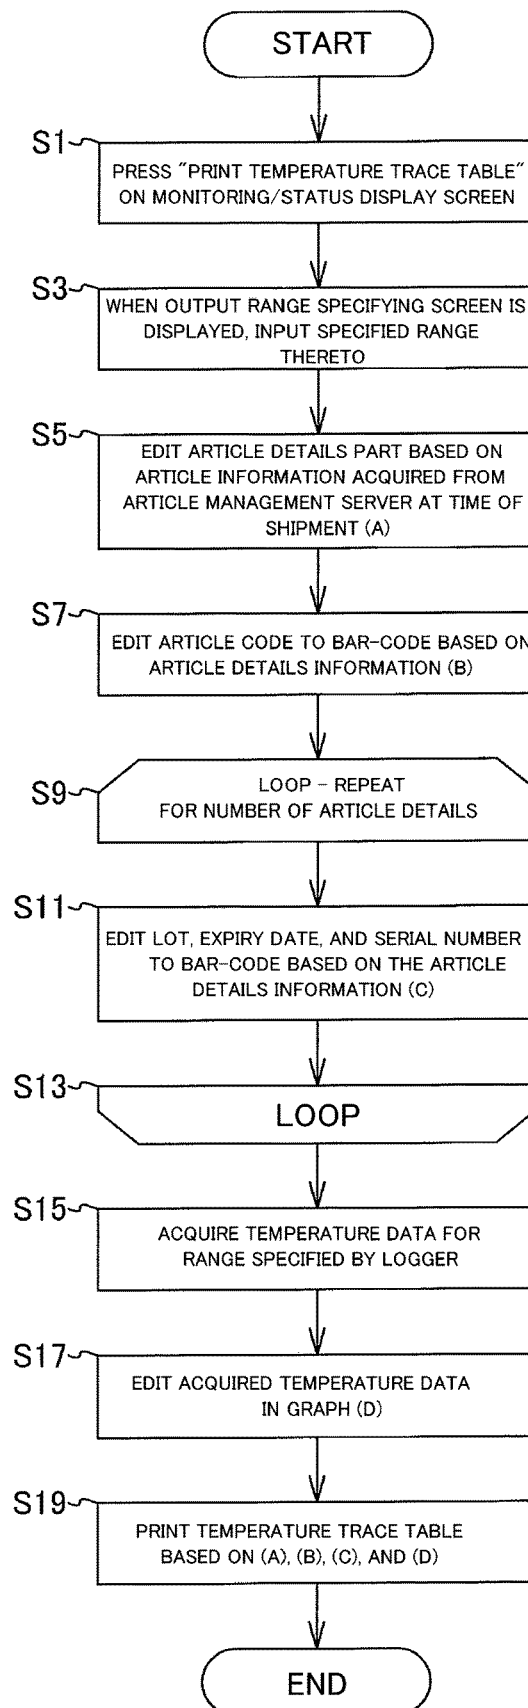 START
S1
PRESS "PRINT TEMPERATURE TRACE TABLE"
ON MONITORING/STATUS DISPLAY SCREEN
S3
WHEN OUTPUT RANGE SPECIFYING SCREEN IS
DISPLAYED, INPUT SPECIFIED RANGE
THERETO
S5
EDIT ARTICLE DETAILS PART BASED ON
ARTICLE INFORMATION ACQUIRED FROM
ARTICLE MANAGEMENT SERVER AT TIME OF
SHIPMENT (A)
S7
EDIT ARTICLE CODE TO BAR-CODE BASED ON
ARTICLE DETAILS INFORMATION (B)
S9
LOOP - REPEAT
FOR NUMBER OF ARTICLE DETAILS
S11
EDIT LOT, EXPIRY DATE, AND SERIAL NUMBER
TO BAR-CODE BASED ON THE ARTICLE
DETAILS INFORMATION (C)
S13
LOOP
S15
ACQUIRE TEMPERATURE DATA FOR
RANGE SPECIFIED BY LOGGER
S17
EDIT ACQUIRED TEMPERATURE DATA
IN GRAPH (D)
S19
PRINT TEMPERATURE TRACE TABLE
BASED ON (A), (B), (C), AND (D)
END